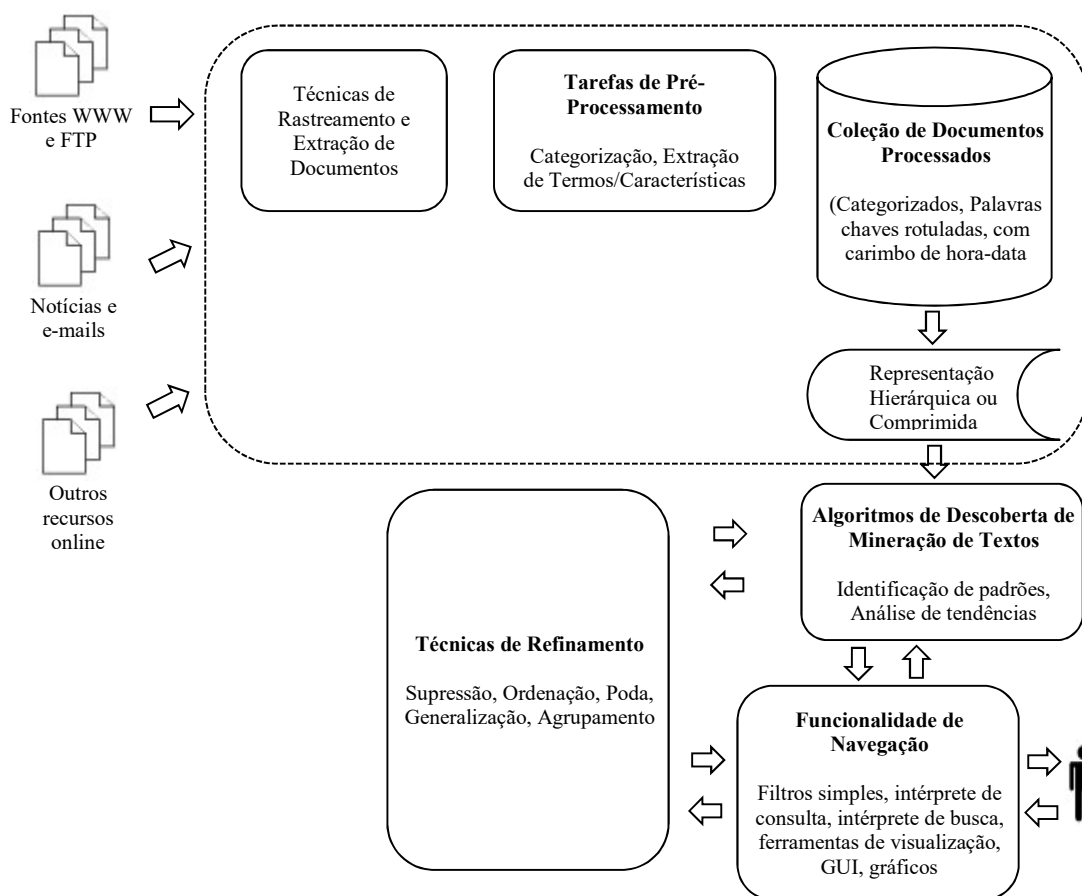 Fontes WWW
e FTP
Notícias e
e-mails
Outros
recursos
online
Técnicas de
Rastreamento e
Extração de
Documentos
Tarefas de Pré-
Processamento
Categorização, Extração
de Termos/Características
Coleção de Documentos
Processados
(Categorizados, Palavras
chaves rotuladas, com
carimbo de hora-data
Representação
Hierárquica ou
Comprimida
Algoritmos de Descoberta de
Mineração de Textos
Identificação de padrões,
Análise de tendências
Técnicas de Refinamento
Supressão, Ordenação, Poda,
Generalização, Agrupamento
Funcionalidade de
Navegação
Filtros simples, intérprete de
consulta, intérprete de busca,
ferramentas de visualização,
GUI, gráficos